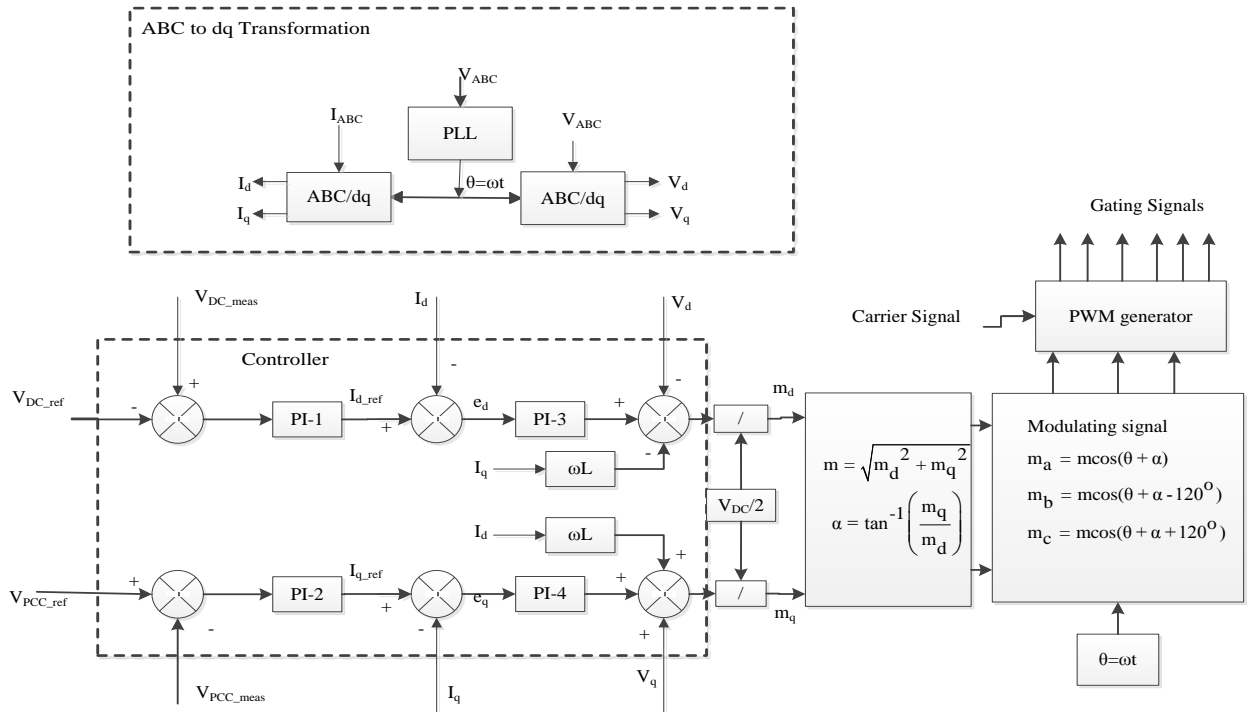 ABC to dq Transformation
V_ABC
I_ABC
PLL
V_ABC
I_d
I_q
ABC/dq
θ=ωt
ABC/dq
V_d
V_q
Gating Signals
Carrier Signal
PWM generator
V_DC_meas
I_d
V_d
Controller
+
-
-
V_DC_ref
-
PI-1
I_d_ref
+
e_d
PI-3
+
-
/
m_d
I_q
ωL
V_DC/2
I_d
ωL
+
V_PCC_ref
+
PI-2
I_q_ref
+
e_q
PI-4
+
/
m_q
-
-
+
V_PCC_meas
I_q
V_q
m = √(m_d² + m_q²)
α = tan⁻¹(m_q/m_d)
Modulating signal
m_a = mcos(θ + α)
m_b = mcos(θ + α - 120°)
m_c = mcos(θ + α + 120°)
θ=ωt